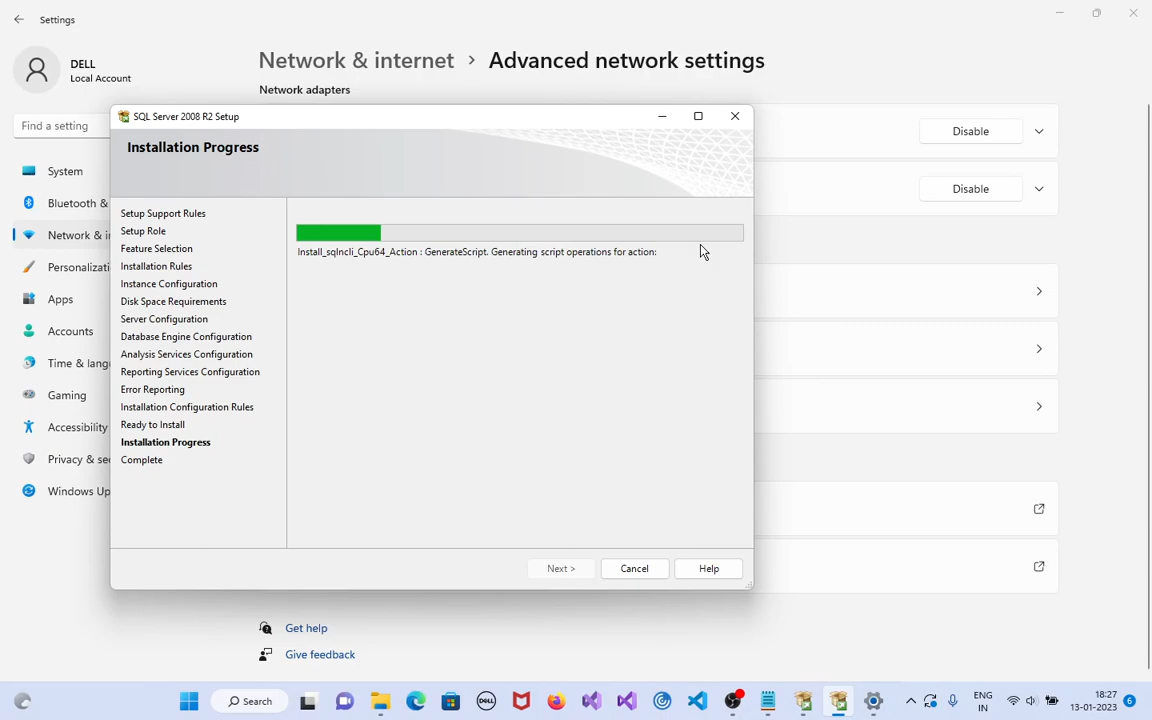 Settings
DELL
Local Account
Network & internet › Advanced network settings
Network adapters
Find a setting
SQL Server 2008 R2 Setup
Installation Progress
Disable
Disable
System
Bluetooth &
Network & i
Personalizati
Apps
Accounts
Time & langu
Gaming
Accessibility
Privacy & sec
Windows Up
Setup Support Rules
Setup Role
Feature Selection
Installation Rules
Instance Configuration
Disk Space Requirements
Server Configuration
Database Engine Configuration
Analysis Services Configuration
Reporting Services Configuration
Error Reporting
Installation Configuration Rules
Ready to Install
Installation Progress
Complete
Install_sqlncli_Cpu64_Action : GenerateScript. Generating script operations for action:
Next >
Cancel
Help
Get help
Give feedback
Search
DELL
ENG
IN
18:27
13-01-2023
6